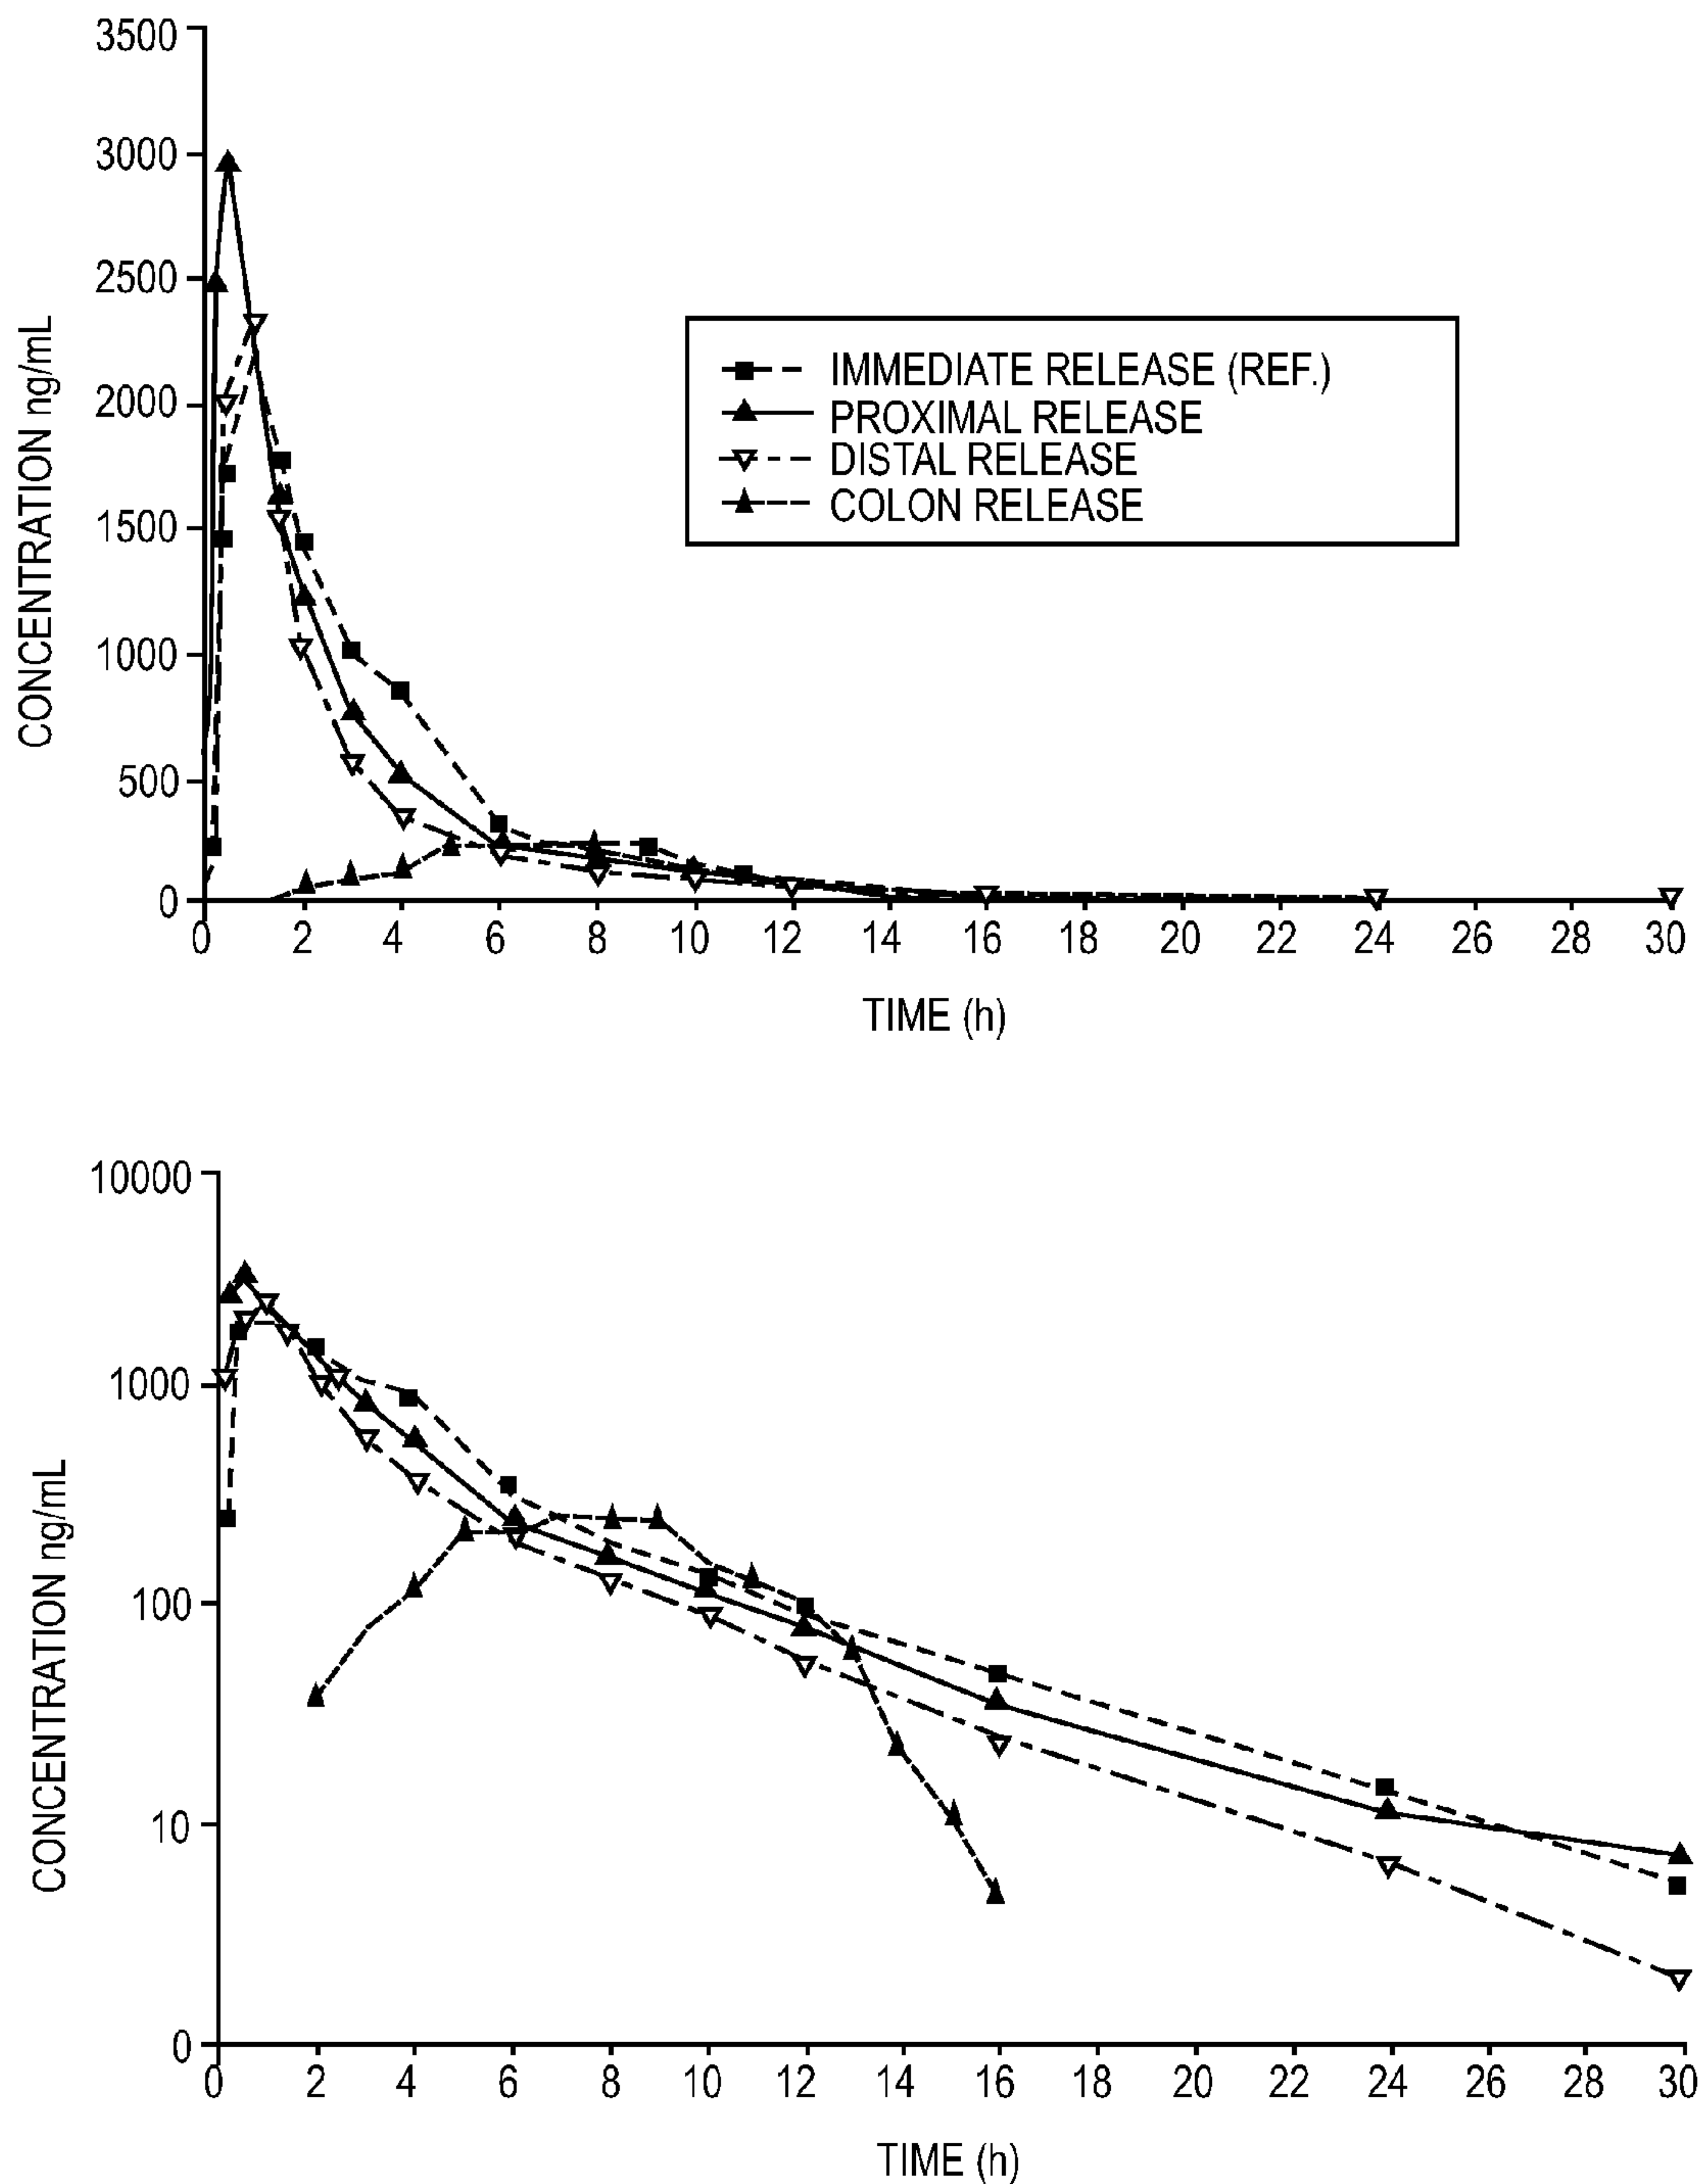 3500
3000
2500
2000
1500
1000
500
0
CONCENTRATION ng/mL
IMMEDIATE RELEASE (REF.)
PROXIMAL RELEASE
DISTAL RELEASE
COLON RELEASE
0 2 4 6 8 10 12 14 16 18 20 22 24 26 28 30
TIME (h)
10000
1000
100
10
0
CONCENTRATION ng/mL
0 2 4 6 8 10 12 14 16 18 20 22 24 26 28 30
TIME (h)